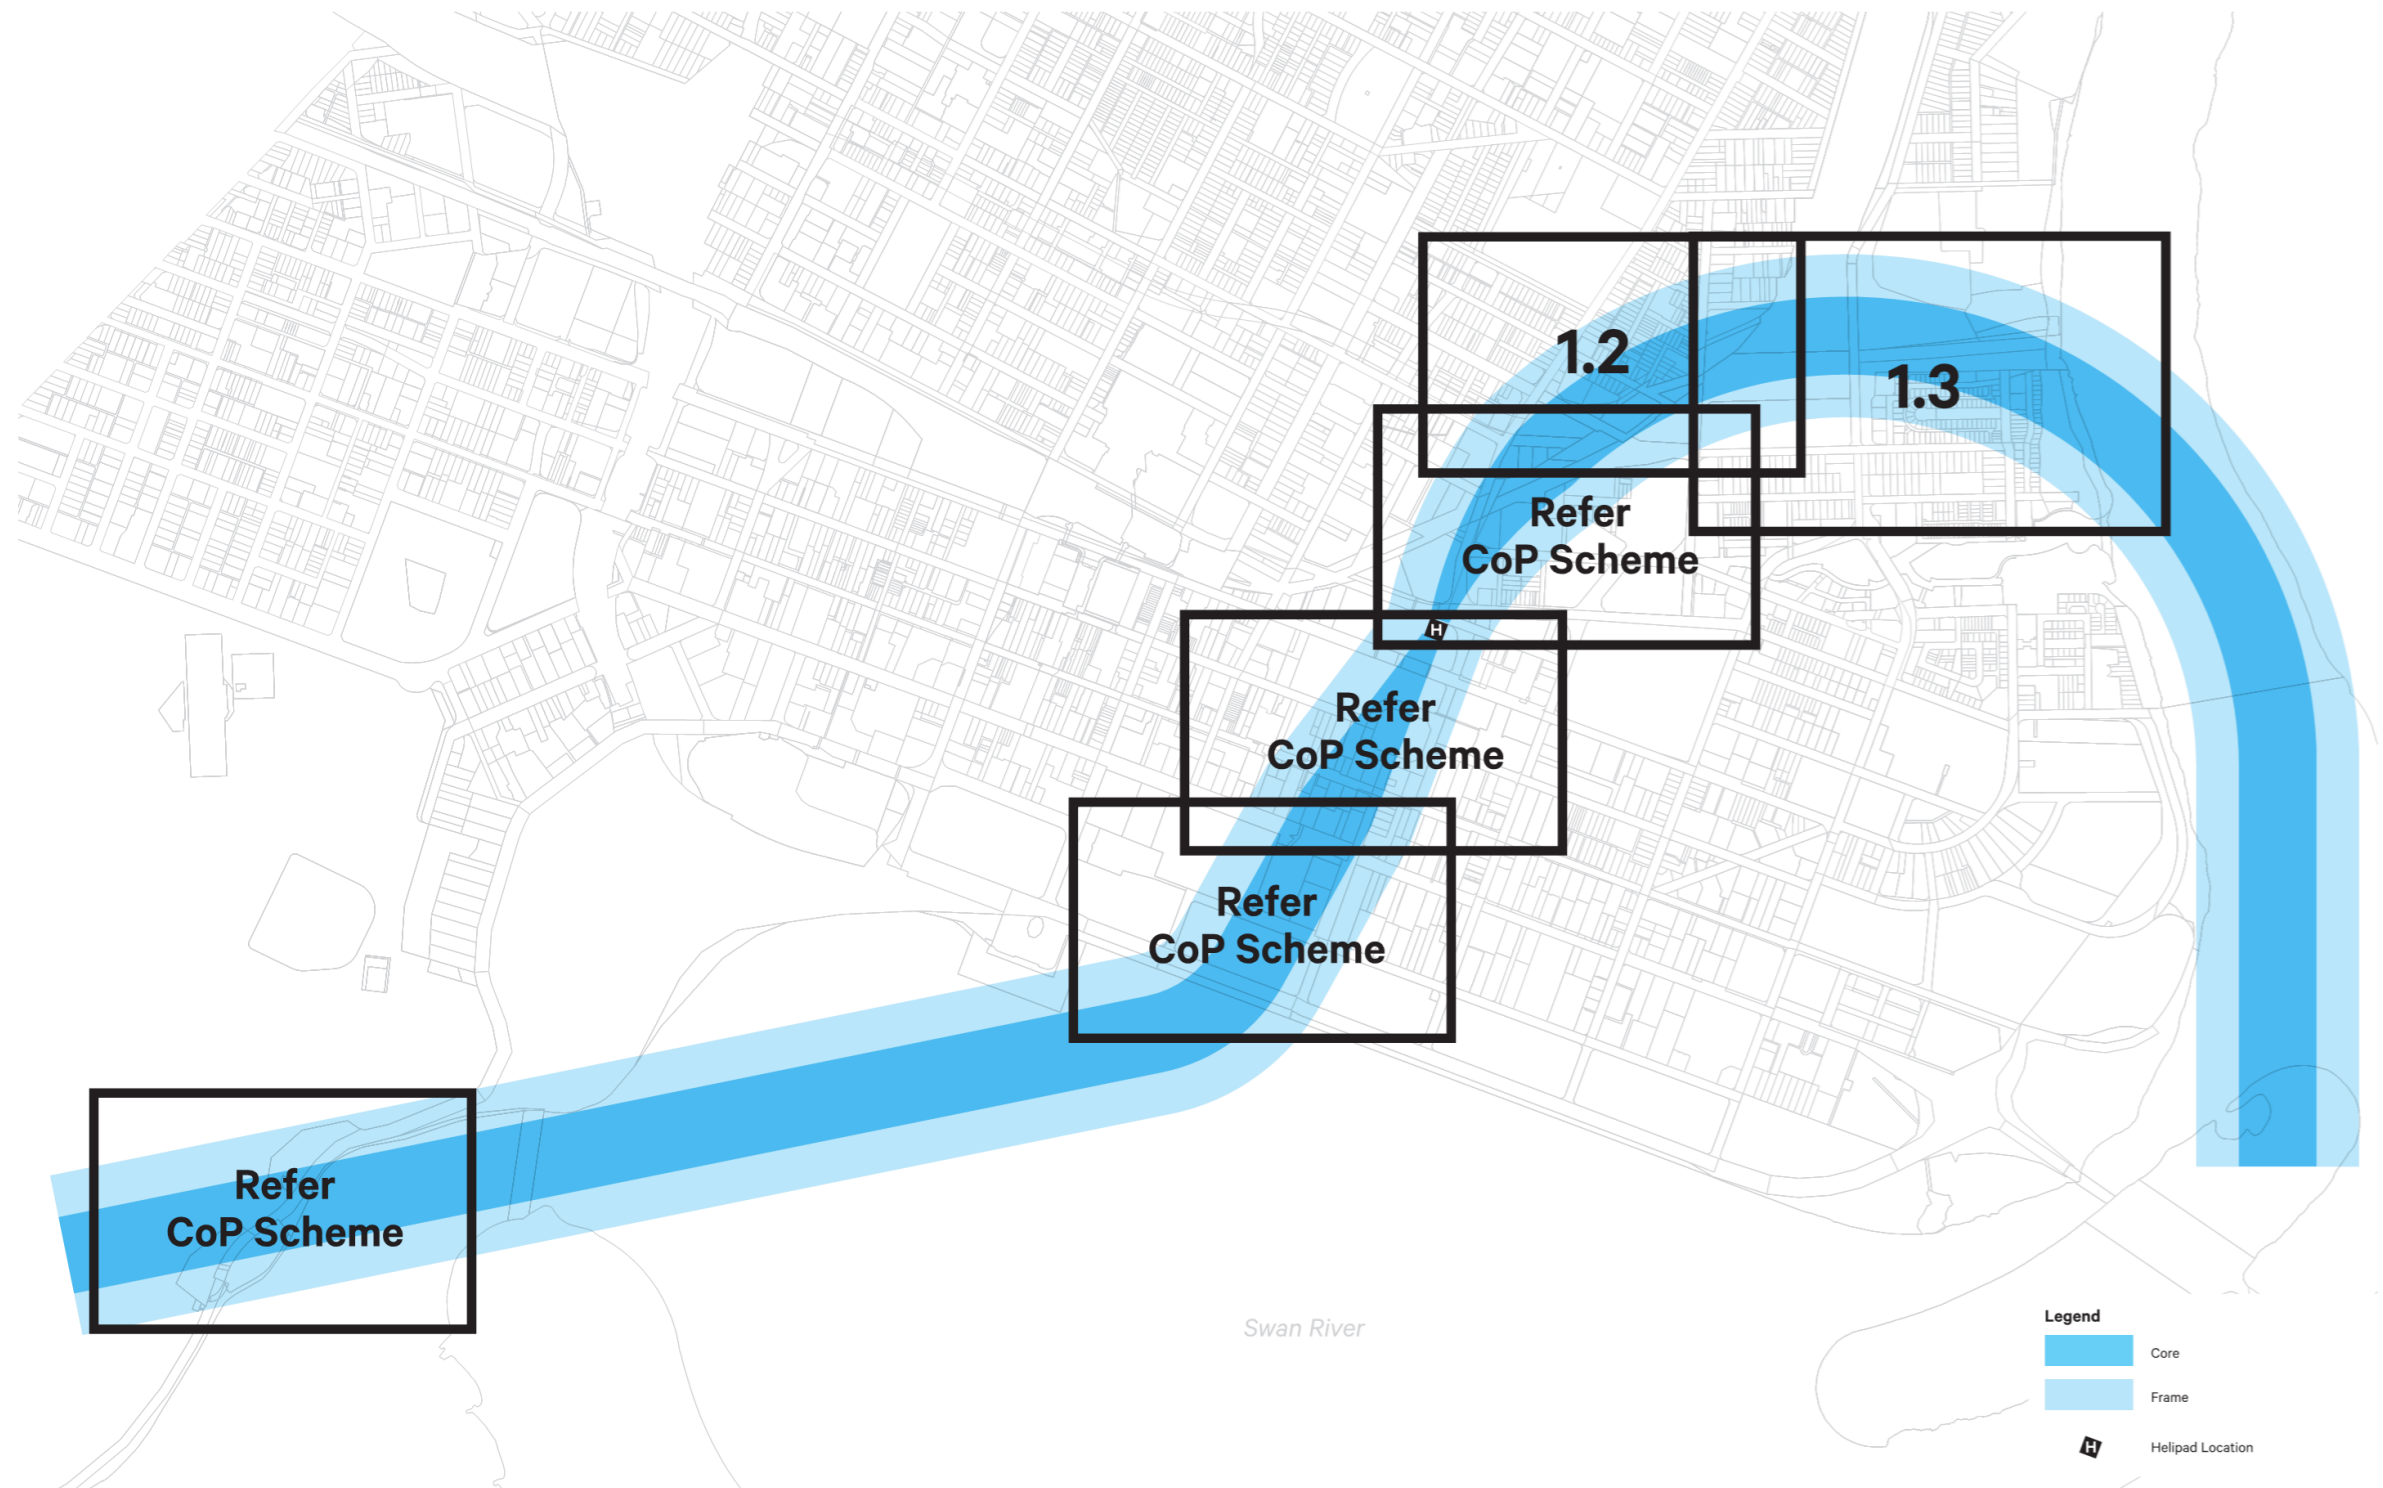 1.2
1.3
Refer
CoP Scheme
H
Refer
CoP Scheme
Refer
CoP Scheme
Refer
CoP Scheme
Swan River
Legend
Core
Frame
H Helipad Location